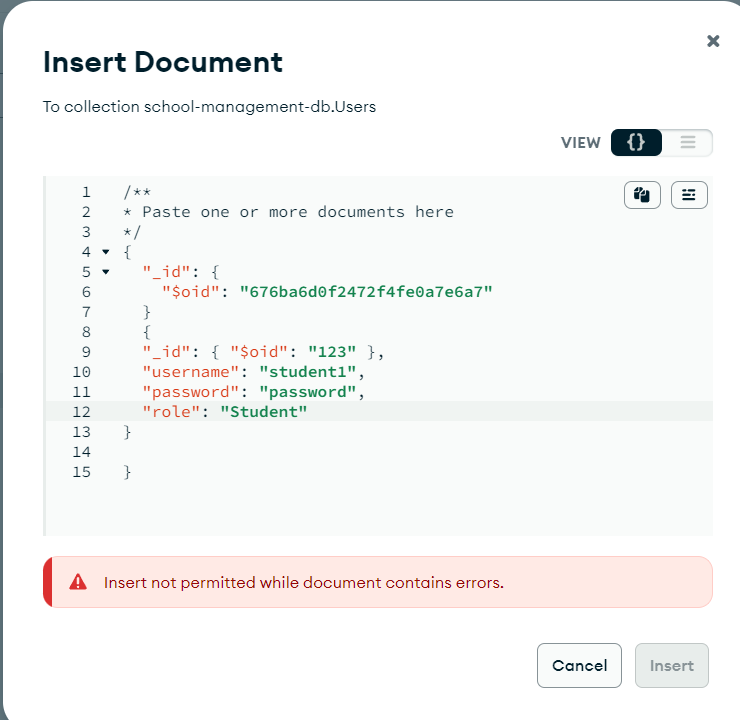 Insert Document
To collection school-management-db.Users
VIEW {}
1 /**
2 * Paste one or more documents here
3 */
4 {
5 "_id": {
6 "$oid": "676ba6d0f2472f4fe0a7e6a7"
7 }
8 {
9 "_id": { "$oid": "123" },
10 "username": "student1",
11 "password": "password",
12 "role": "Student"
13 }
14
15 }
Insert not permitted while document contains errors.
Cancel Insert